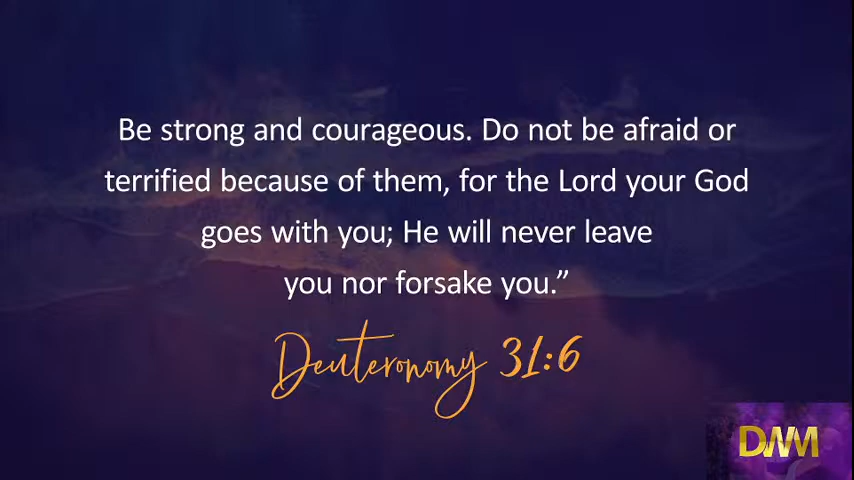 Be strong and courageous. Do not be afraid or
terrified because of them, for the Lord your God
goes with you; He will never leave
you nor forsake you.”
Deuteronomy 31:6
DWM